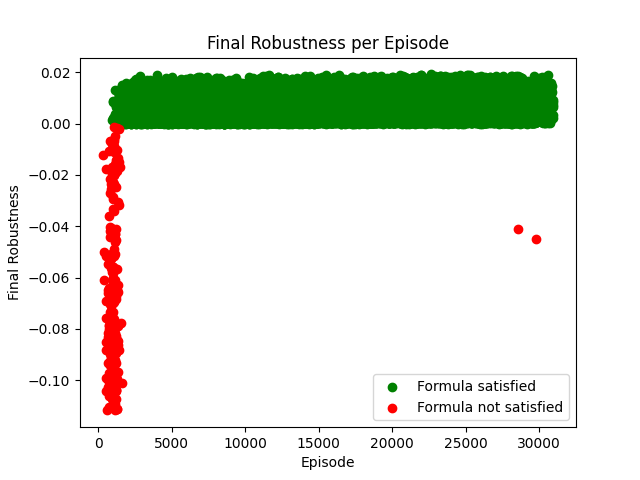 Final Robustness per Episode
Final Robustness
0.02
0.00
−0.02
−0.04
−0.06
−0.08
−0.10
0
5000
10000
15000
20000
25000
30000
Episode
Formula satisfied
Formula not satisfied